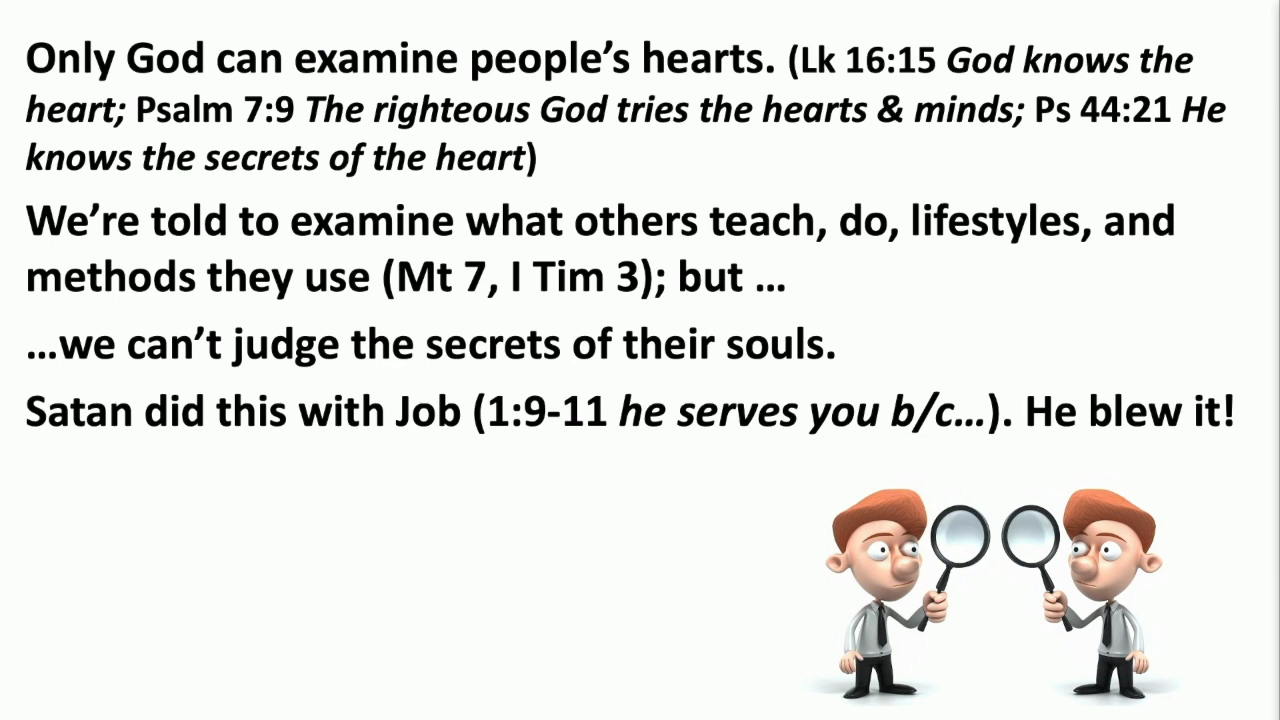 Only God can examine people’s hearts. (Lk 16:15 God knows the
heart; Psalm 7:9 The righteous God tries the hearts & minds; Ps 44:21 He
knows the secrets of the heart)
We’re told to examine what others teach, do, lifestyles, and
methods they use (Mt 7, I Tim 3); but …
…we can’t judge the secrets of their souls.
Satan did this with Job (1:9-11 he serves you b/c…). He blew it!